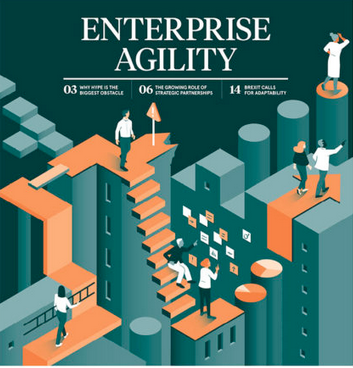 ENTERPRISE
AGILITY
03 WHY HYPE IS THE
BIGGEST OBSTACLE
06 THE GROWING ROLE OF
STRATEGIC PARTNERSHIPS
14 BREXIT CALLS
FOR ADAPTABILITY